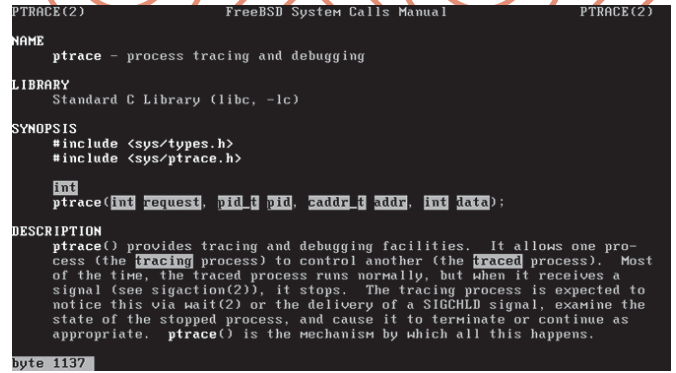 PTRACE(2) FreeBSD System Calls Manual PTRACE(2)
NAME
ptrace - process tracing and debugging
LIBRARY
Standard C Library (libc, -lc)
SYNOPSIS
#include <sys/types.h>
#include <sys/ptrace.h>
int
ptrace(int request, pid_t pid, caddr_t addr, int data);
DESCRIPTION
ptrace() provides tracing and debugging facilities. It allows one pro-
cess (the tracing process) to control another (the traced process). Most
of the time, the traced process runs normally, but when it receives a
signal (see sigaction(2)), it stops. The tracing process is expected to
notice this via wait(2) or the delivery of a SIGCHLD signal, examine the
state of the stopped process, and cause it to terminate or continue as
appropriate. ptrace() is the mechanism by which all this happens.
byte 1137